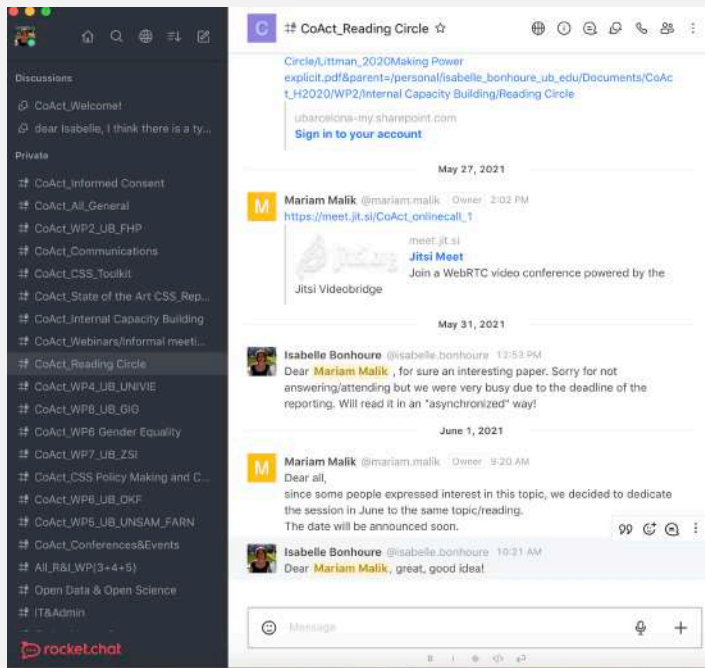 Discussions
CoAct_Welcome!
dear Isabelle, I think there is a ty...
Private
CoAct_Informed Consent
CoAct_All_General
CoAct_WP2_UB_FHP
CoAct_Communications
CoAct_CSS_Toolkit
CoAct_State of the Art CSS_Rep...
CoAct_Internal Capacity Building
CoAct_Webinars/Informal meeti...
CoAct_Reading Circle
CoAct_WP4_UB_UNIVIE
CoAct_WP8_UB_GIG
CoAct_WP6 Gender Equality
CoAct_WP7_UB_ZSI
CoAct_CSS Policy Making and C...
CoAct_WP6_UB_OKF
CoAct_WP5_UB_UNSAM_FARN
CoAct_Conferences&Events
All_R&I_WP(3+4+5)
Open Data & Open Science
IT&Admin
rocket.chat
C
CoAct_Reading Circle
Circle/Littman_2020Making Power
explicit.pdf&parent=/personal/isabelle_bonhoure_ub_edu/Documents/CoAc
t_H2020/WP2/Internal Capacity Building/Reading Circle
ubarcelona-my.sharepoint.com
Sign in to your account
May 27, 2021
M
Mariam Malik @mariam.malik Owner 2:02 PM
https://meet.jit.si/CoAct_onlinecall_1
meet.jit.si
Jitsi Meet
Join a WebRTC video conference powered by the
Jitsi Videobridge
May 31, 2021
Isabelle Bonhoure @isabelle.bonhoure 12:53 PM
Dear Mariam Malik , for sure an interesting paper. Sorry for not
answering/attending but we were very busy due to the deadline of the
reporting. Will read it in an "asynchronized" way!
June 1, 2021
M
Mariam Malik @mariam.malik Owner 9:20 AM
Dear all,
since some people expressed interest in this topic, we decided to dedicate
the session in June to the same topic/reading.
The date will be announced soon.
Isabelle Bonhoure @isabelle.bonhoure 10:21 AM
Dear Mariam Malik, great, good idea!
Message